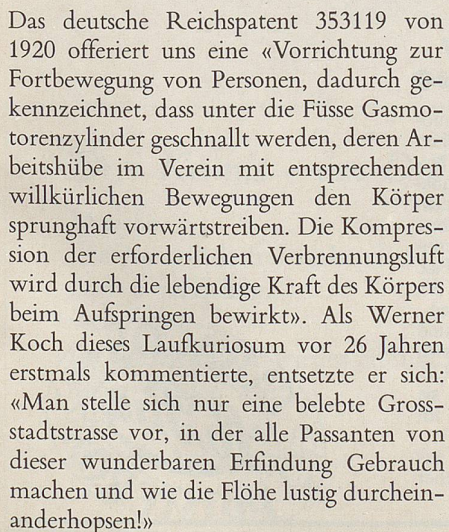 Das deutsche Reichspatent 353119 von
1920 offeriert uns eine «Vorrichtung zur
Fortbewegung von Personen, dadurch ge-
kennzeichnet, dass unter die Füsse Gasmo-
torenzylinder geschnallt werden, deren Ar-
beitshübe im Verein mit entsprechenden
willkürlichen Bewegungen den Körper
sprunghaft vorwärtstreiben. Die Kompres-
sion der erforderlichen Verbrennungsluft
wird durch die lebendige Kraft des Körpers
beim Aufspringen bewirkt». Als Werner
Koch dieses Laufkuriosum vor 26 Jahren
erstmals kommentierte, entsetzte er sich:
«Man stelle sich nur eine belebte Gross-
stadtstrasse vor, in der alle Passanten von
dieser wunderbaren Erfindung Gebrauch
machen und wie die Flöhe lustig durchein-
anderhopsen!»